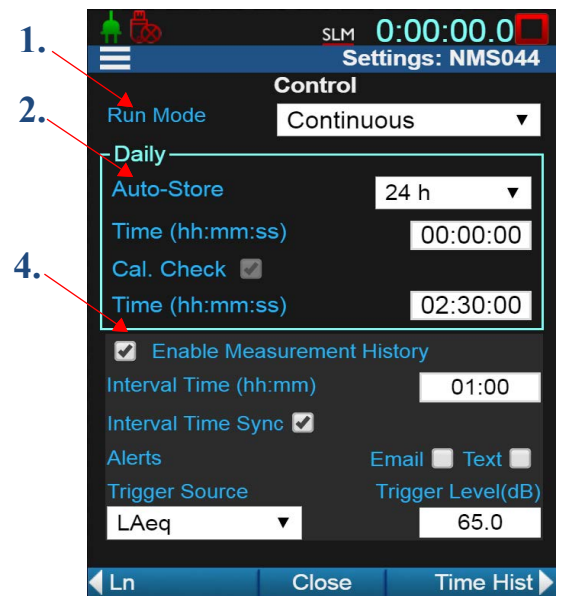 1.
SLM 0:00:00.0
Settings: NMS044
Control
Run Mode Continuous
2.
Daily
Auto-Store 24 h
Time (hh:mm:ss) 00:00:00
4.
Cal. Check
Time (hh:mm:ss) 02:30:00
Enable Measurement History
Interval Time (hh:mm) 01:00
Interval Time Sync
Alerts Email Text
Trigger Source Trigger Level(dB)
LAeq 65.0
Ln Close Time Hist